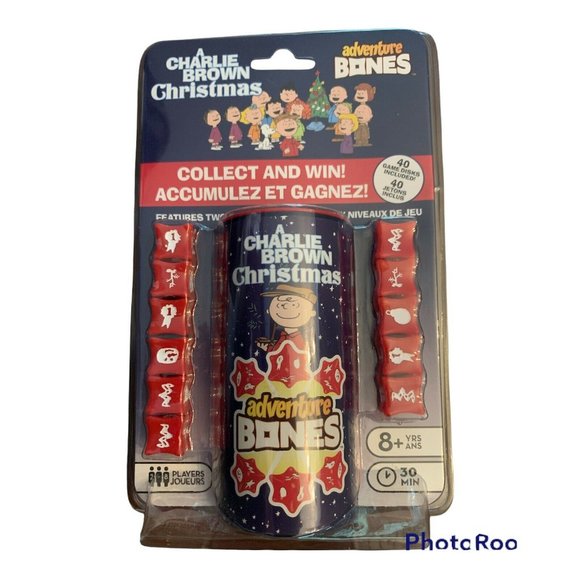 A
CHARLIE
BROWN
Christmas
adventure
BONES
COLLECT AND WIN!
ACCUMULEZ ET GAGNEZ!
40
GAME DISKS
INCLUDED!
40
JETONS
INCLUS
FEATURES TWO
NIVEAUX DE JEU
A
CHARLIE
BROWN
Christmas
adventure
BONES
8+ YRS
ANS
PLAYERS
JOUEURS
30
MIN
PhotoRoo